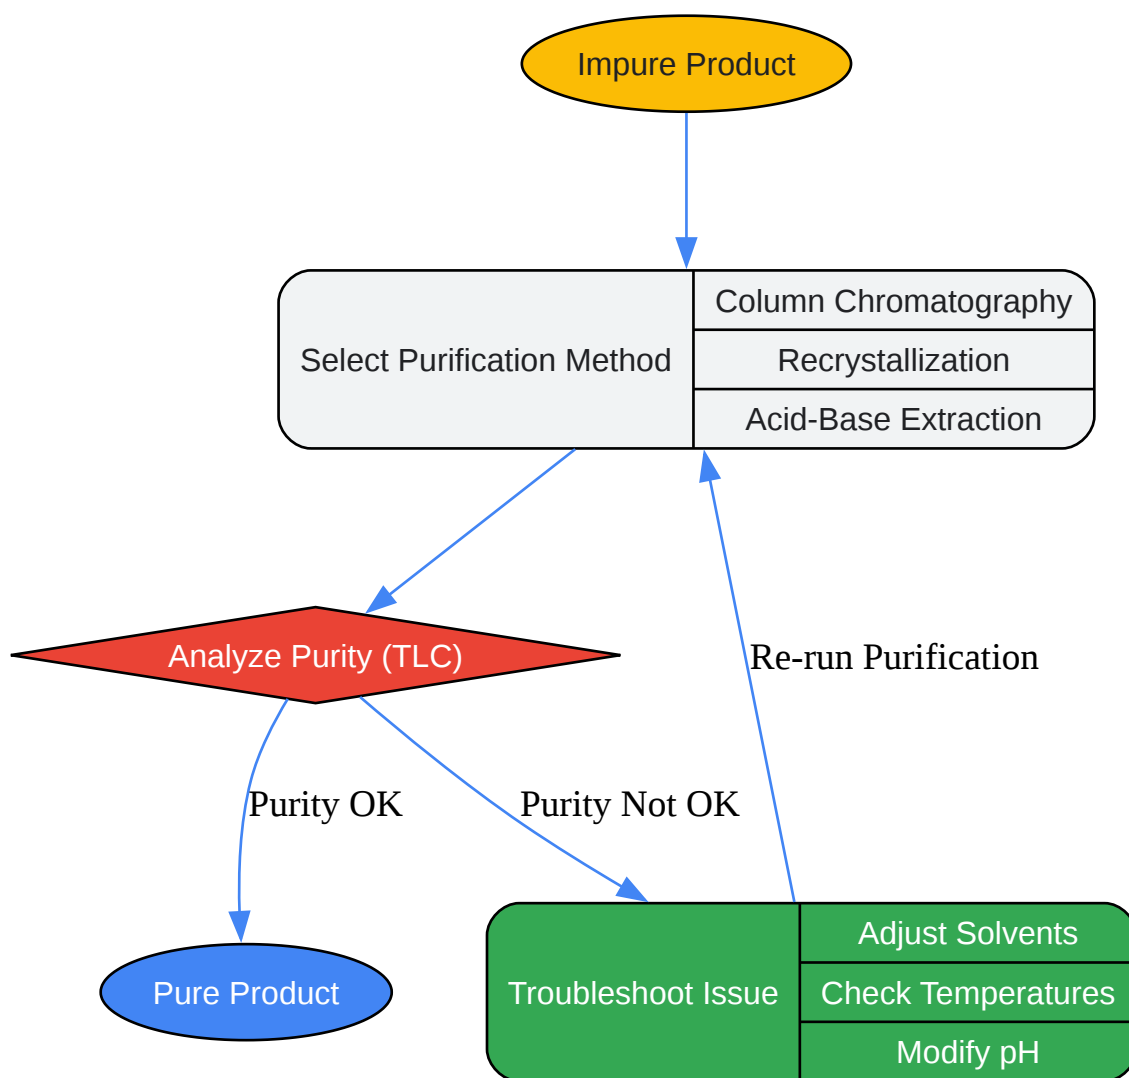 Impure Product
Select Purification Method
Column Chromatography
Recrystallization
Acid-Base Extraction
Analyze Purity (TLC)
Re-run Purification
Purity OK
Purity Not OK
Pure Product
Troubleshoot Issue
Adjust Solvents
Check Temperatures
Modify pH